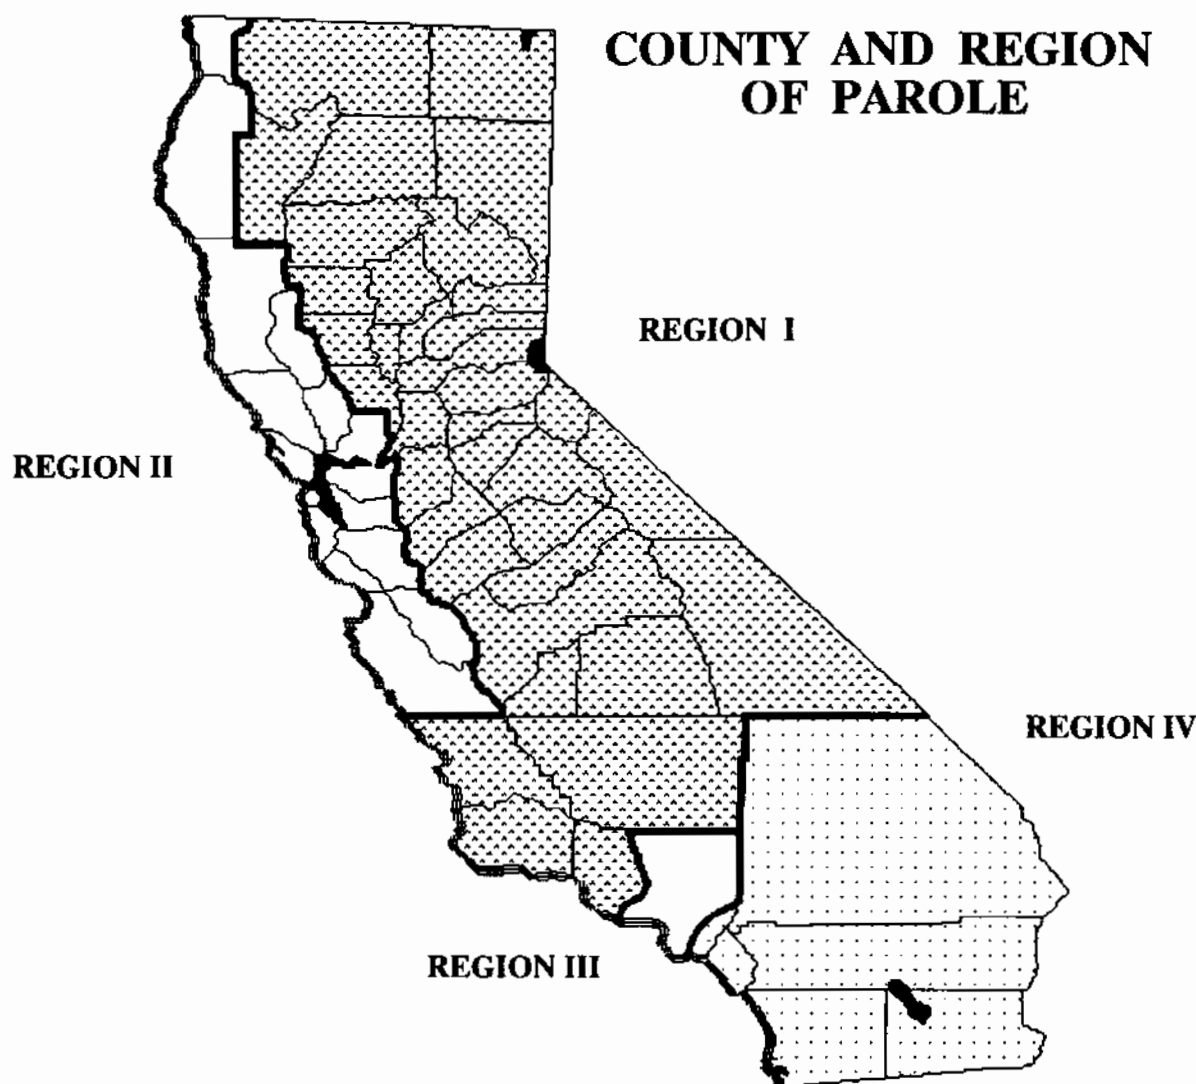 COUNTY AND REGION
OF PAROLE
REGION I
REGION II
REGION IV
REGION III